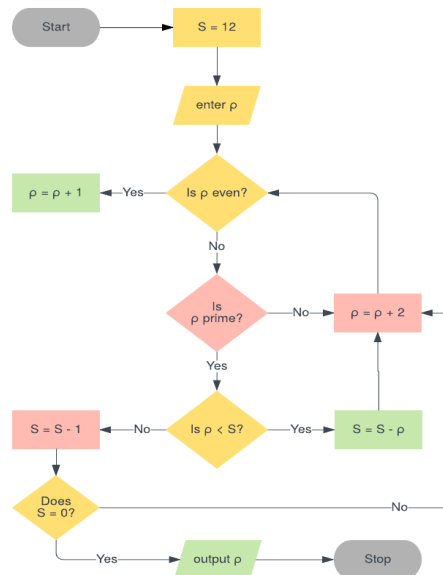 Start
S = 12
enter ρ
Is ρ even?
Yes
ρ = ρ + 1
No
Is
ρ prime?
No
ρ = ρ + 2
Yes
Is ρ < S?
No
S = S - 1
Yes
S = S - ρ
Does
S = 0?
No
Yes
output ρ
Stop